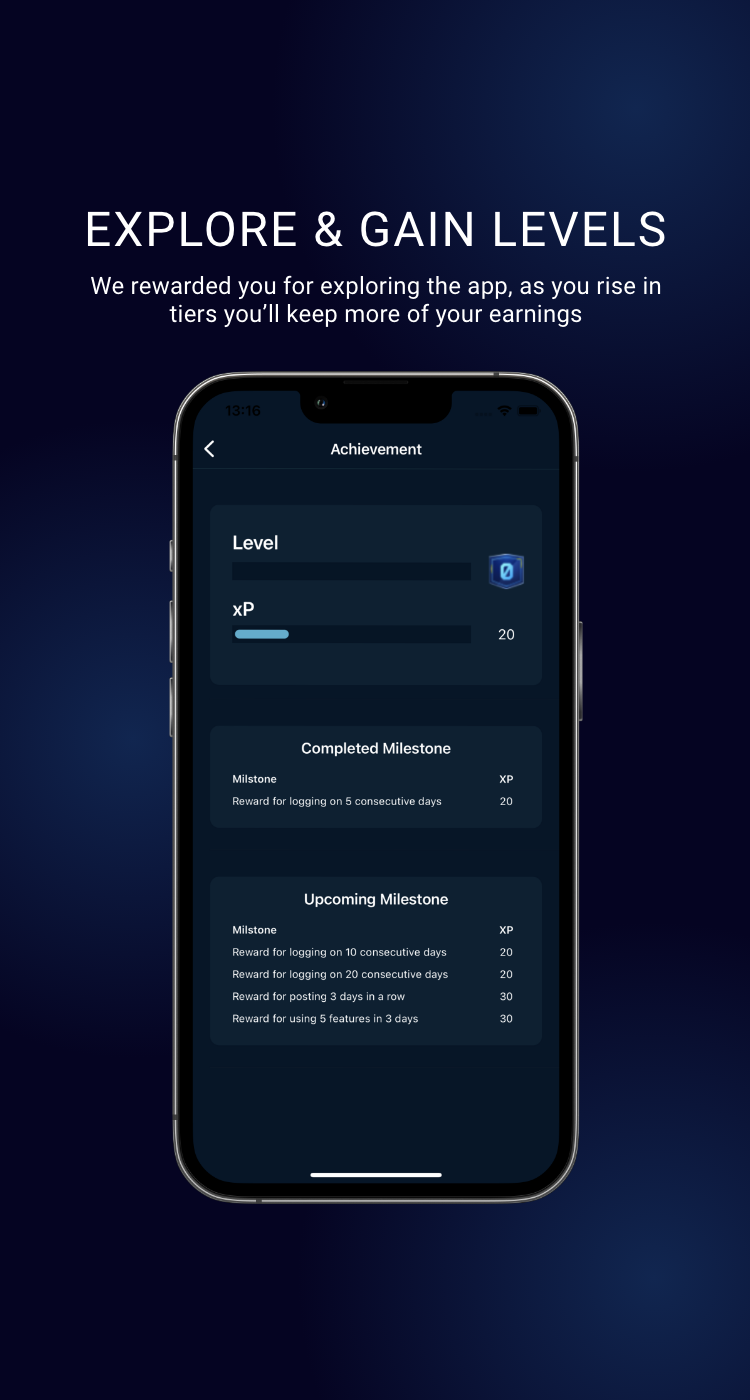 EXPLORE & GAIN LEVELS
We rewarded you for exploring the app, as you rise in
tiers you’ll keep more of your earnings
13:16
Achievement
Level
0
xP
20
Completed Milestone
Milstone XP
Reward for logging on 5 consecutive days 20
Upcoming Milestone
Milstone XP
Reward for logging on 10 consecutive days 20
Reward for logging on 20 consecutive days 20
Reward for posting 3 days in a row 30
Reward for using 5 features in 3 days 30